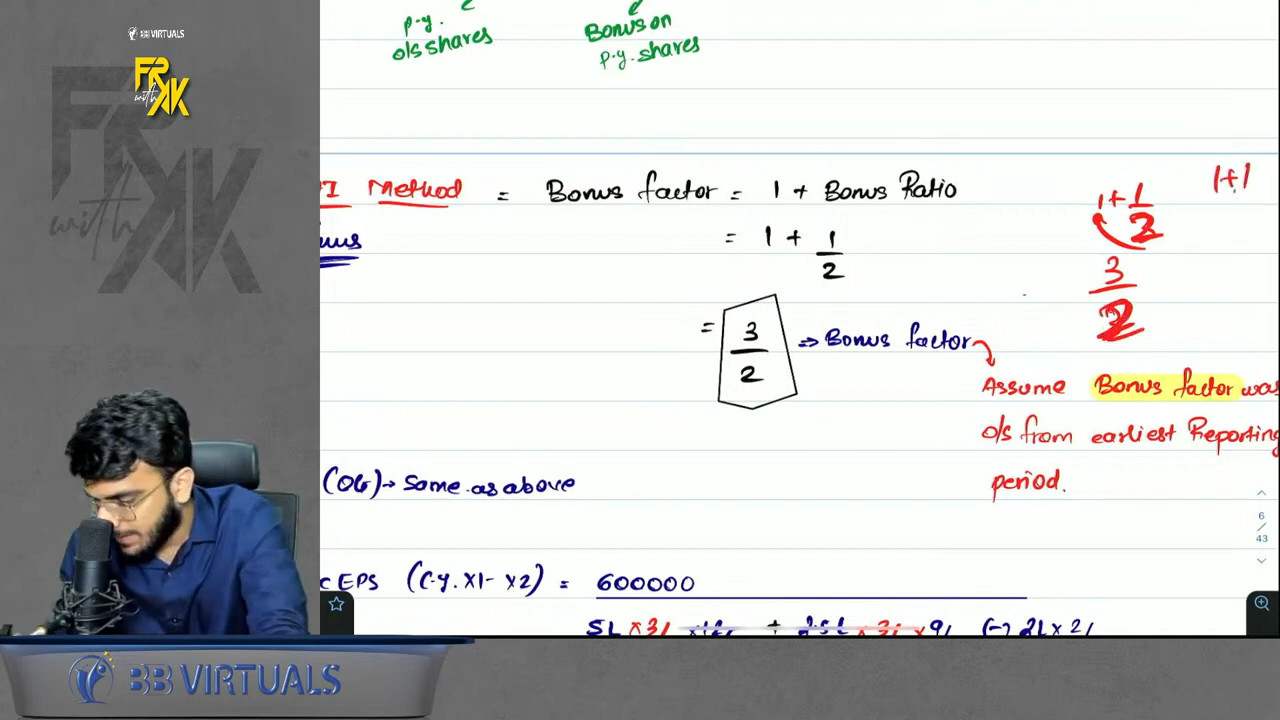 BB VIRTUALS
FR
with
AK
p.y.
o/s shares
Bonus on
p.y. shares
I Method = Bonus factor = 1 + Bonus Ratio
= 1 + 1/2
= 3/2 => Bonus factor
1 + 1/2
3/2
1+1
Assume Bonus factor was
o/s from earliest Reporting
period.
(OG) → Same as above
EPS (C.y. X1- X2) = 600000
6
/
43
BB VIRTUALS